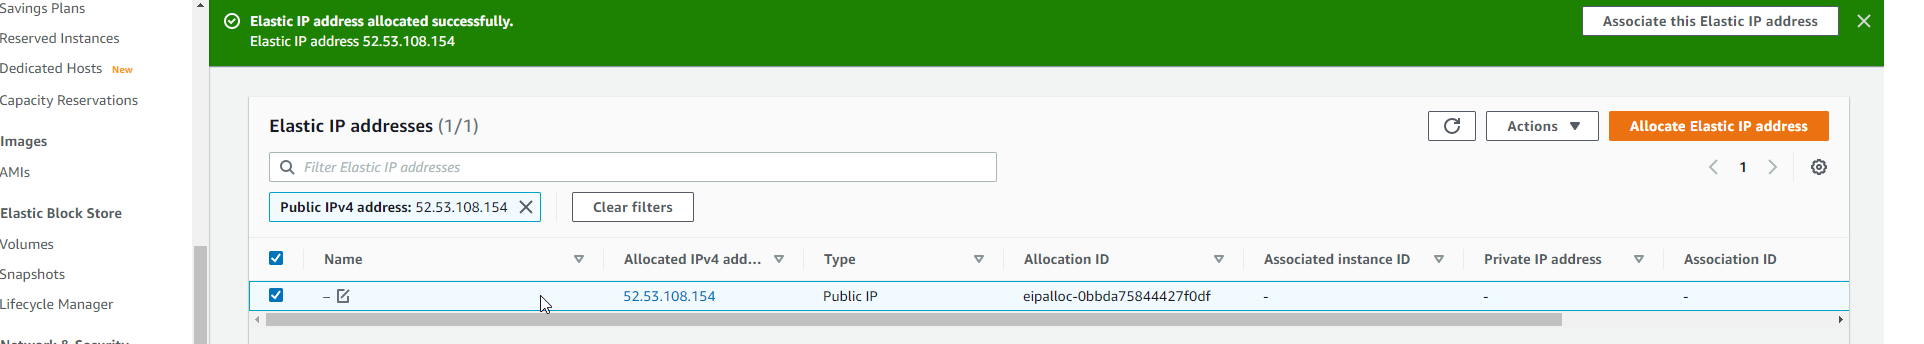 Savings Plans
Reserved Instances
Dedicated Hosts New
Capacity Reservations
Images
AMIs
Elastic Block Store
Volumes
Snapshots
Lifecycle Manager
Network & Security
Elastic IP address allocated successfully.
Elastic IP address 52.53.108.154
Associate this Elastic IP address
Elastic IP addresses (1/1)
Actions
Allocate Elastic IP address
Filter Elastic IP addresses
1
Public IPv4 address: 52.53.108.154
Clear filters
Name Allocated IPv4 add... Type Allocation ID Associated instance ID Private IP address Association ID
– 52.53.108.154 Public IP eipalloc-0bbda75844427f0df - - -